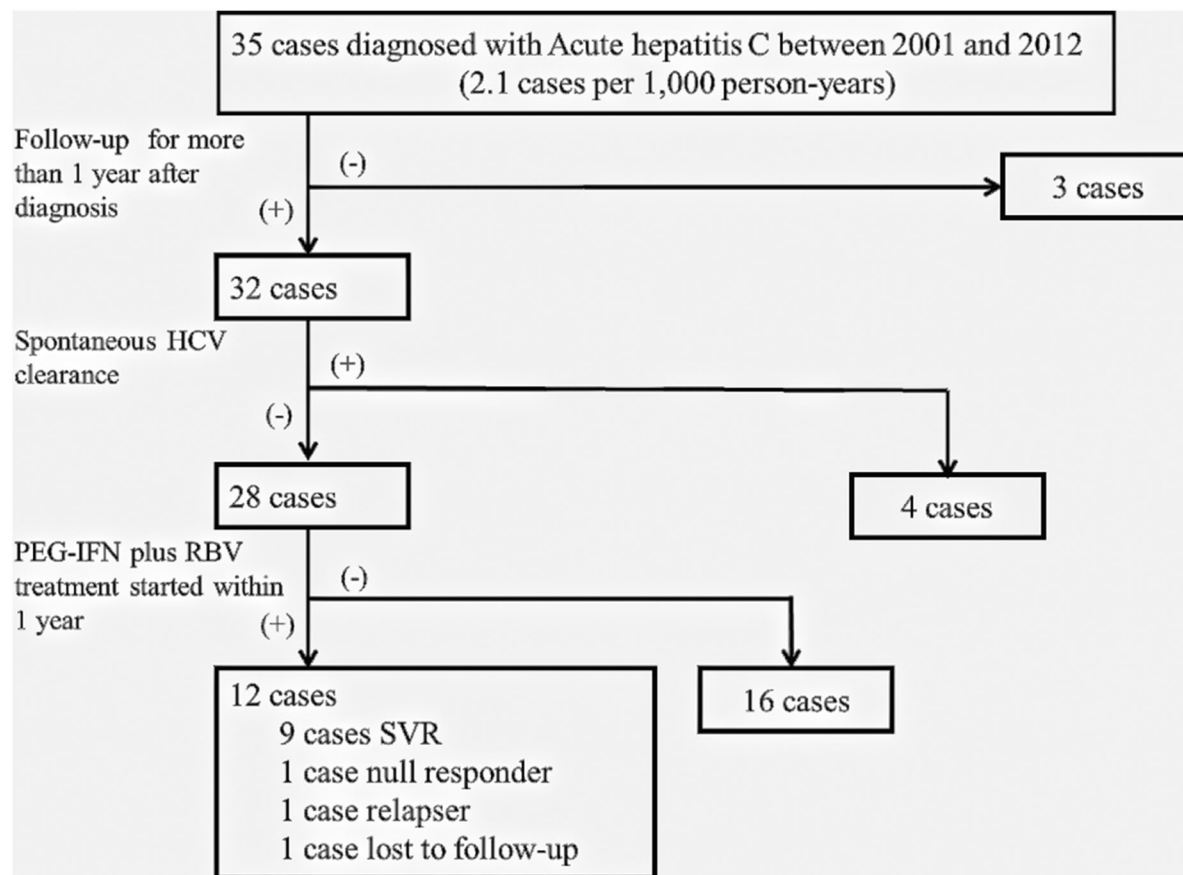 35 cases diagnosed with Acute hepatitis C between 2001 and 2012
(2.1 cases per 1,000 person-years)
Follow-up for more
than 1 year after
diagnosis
(-)
(+)
3 cases
32 cases
Spontaneous HCV
clearance
(+)
(-)
28 cases
4 cases
PEG-IFN plus RBV
treatment started within
1 year
(-)
(+)
12 cases
9 cases SVR
1 case null responder
1 case relapser
1 case lost to follow-up
16 cases